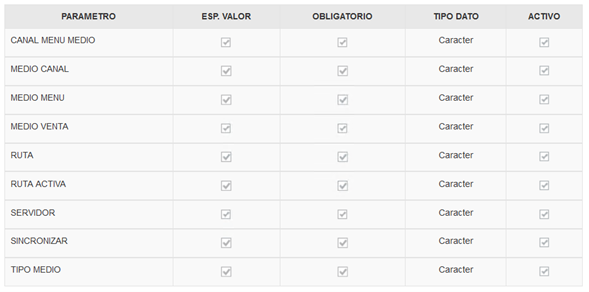 PARAMETRO ESP. VALOR OBLIGATORIO TIPO DATO ACTIVO
CANAL MENU MEDIO Caracter
MEDIO CANAL Caracter
MEDIO MENU Caracter
MEDIO VENTA Caracter
RUTA Caracter
RUTA ACTIVA Caracter
SERVIDOR Caracter
SINCRONIZAR Caracter
TIPO MEDIO Caracter